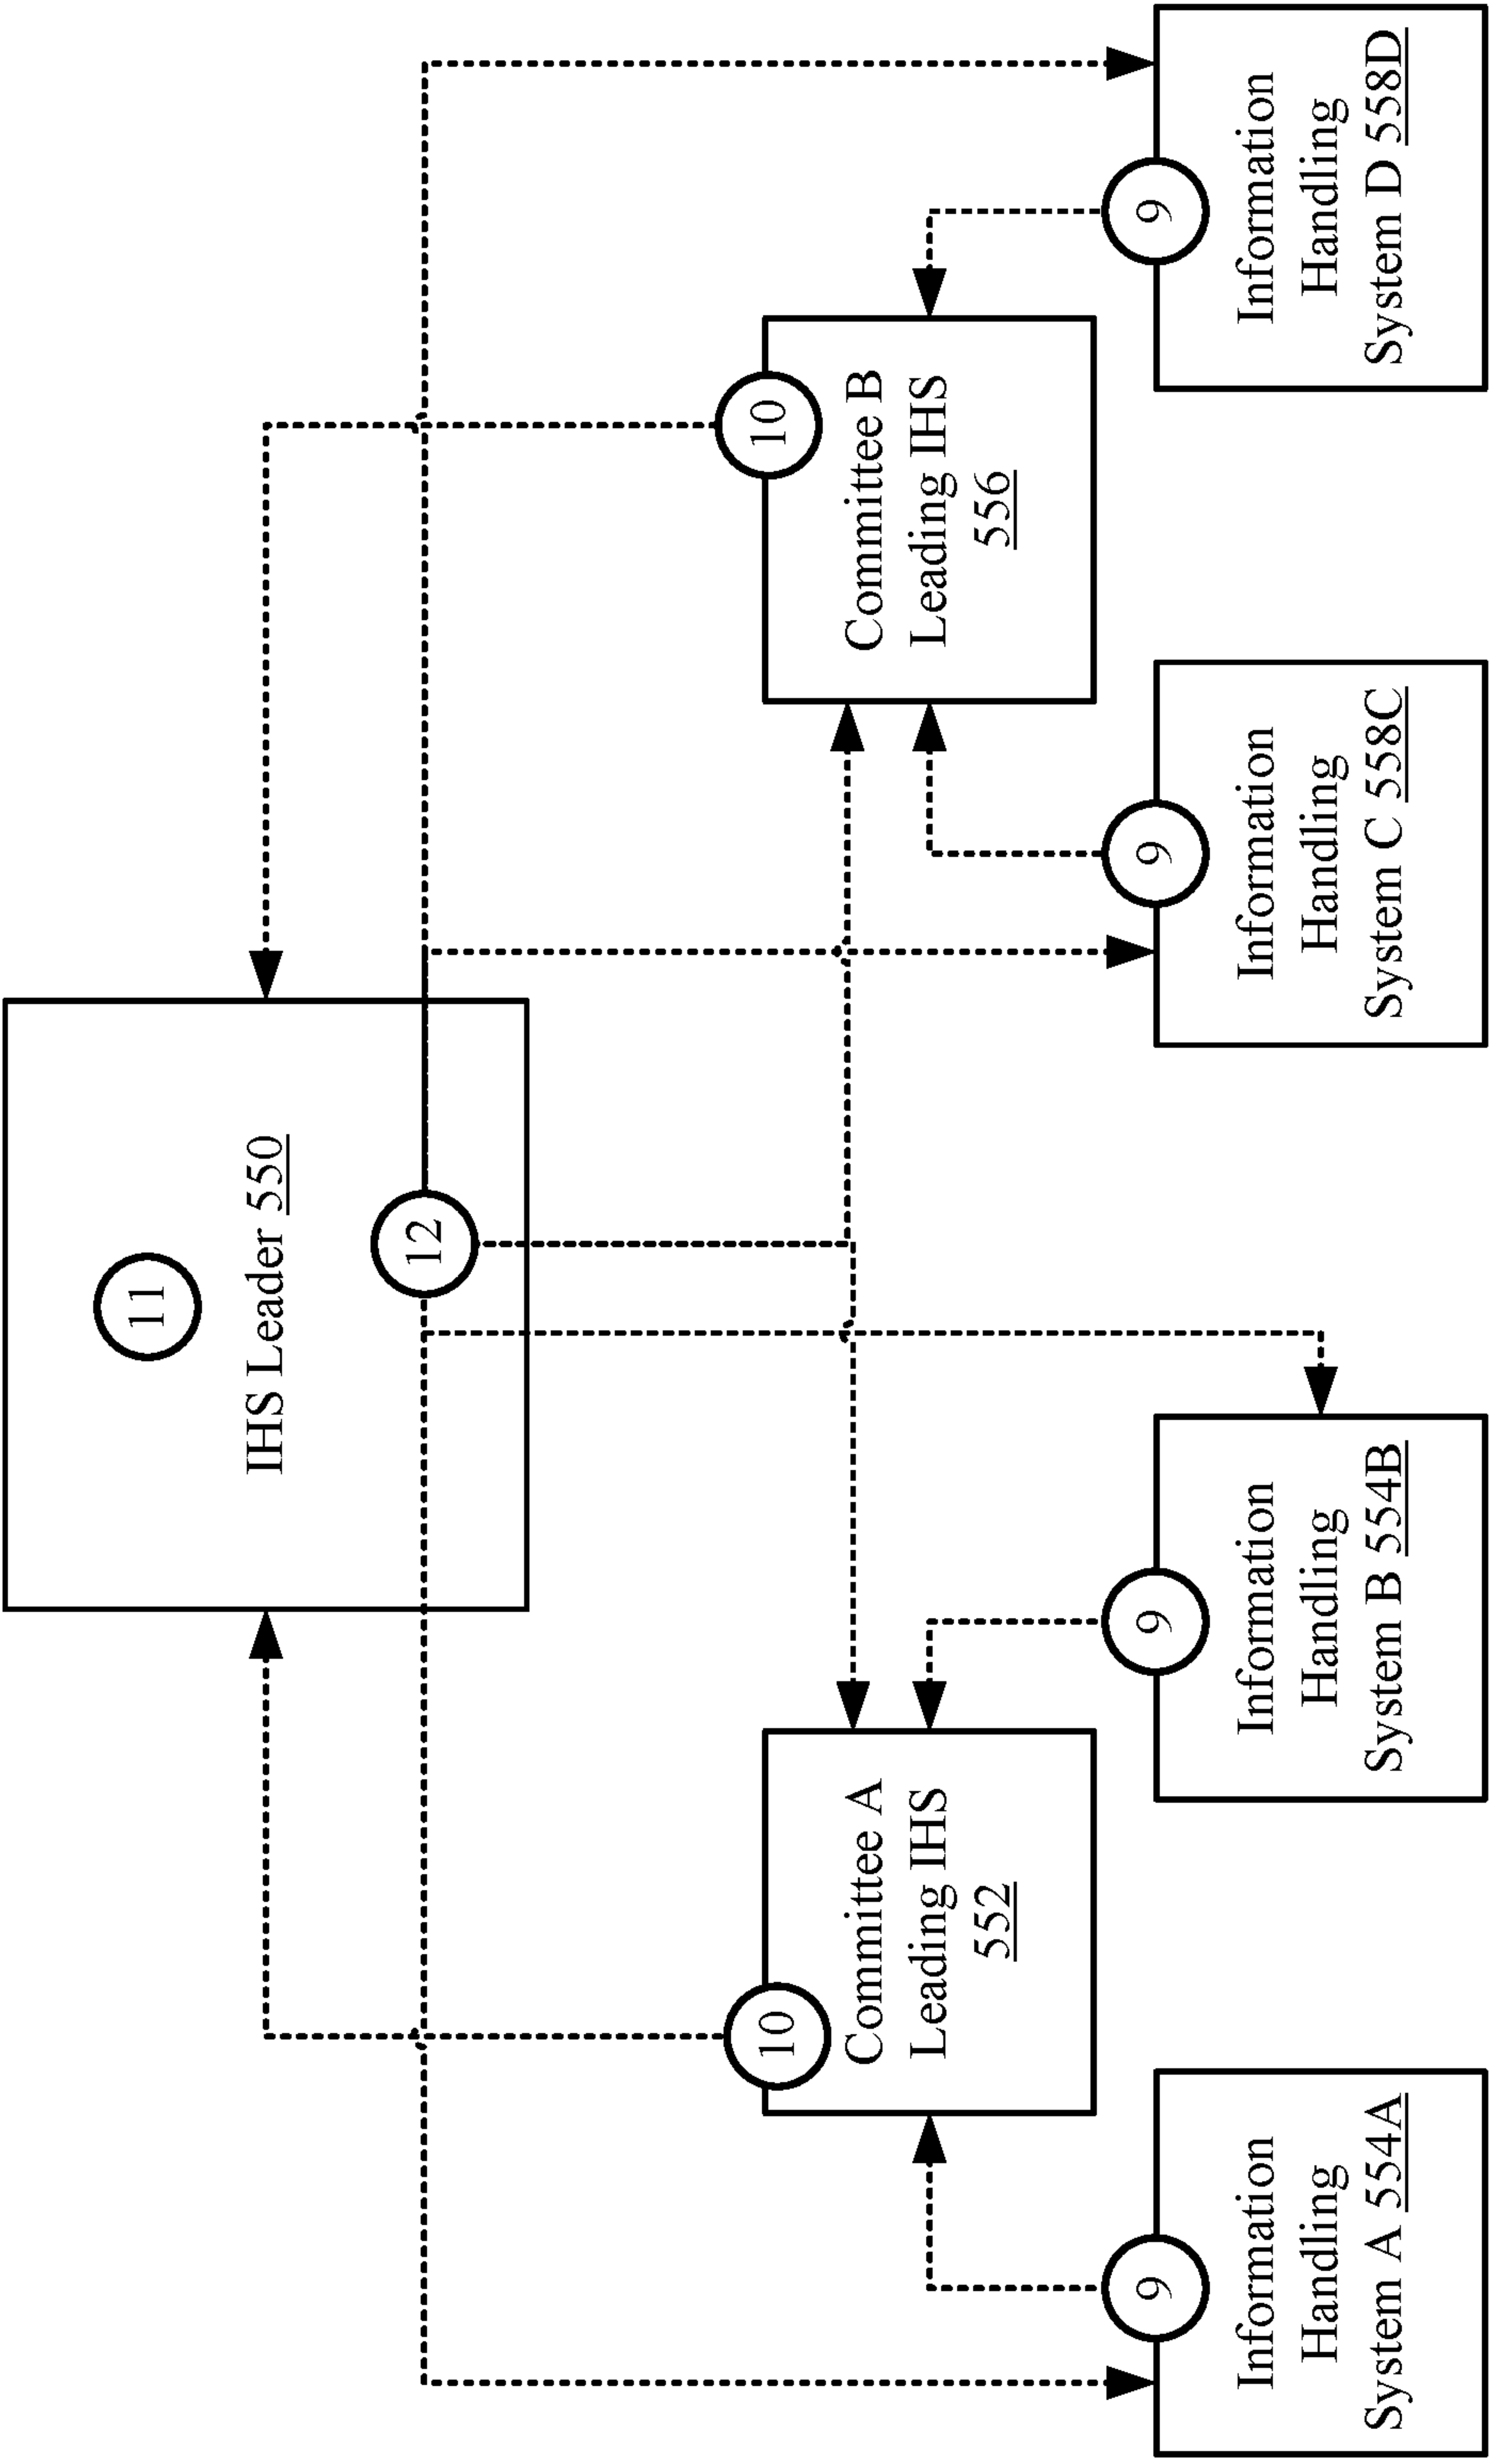 11
IHS Leader 550
12
10
Committee A
Leading IHS
552
10
Committee B
Leading IHS
556
9
Information
Handling
System A 554A
9
Information
Handling
System B 554B
9
Information
Handling
System C 558C
9
Information
Handling
System D 558D